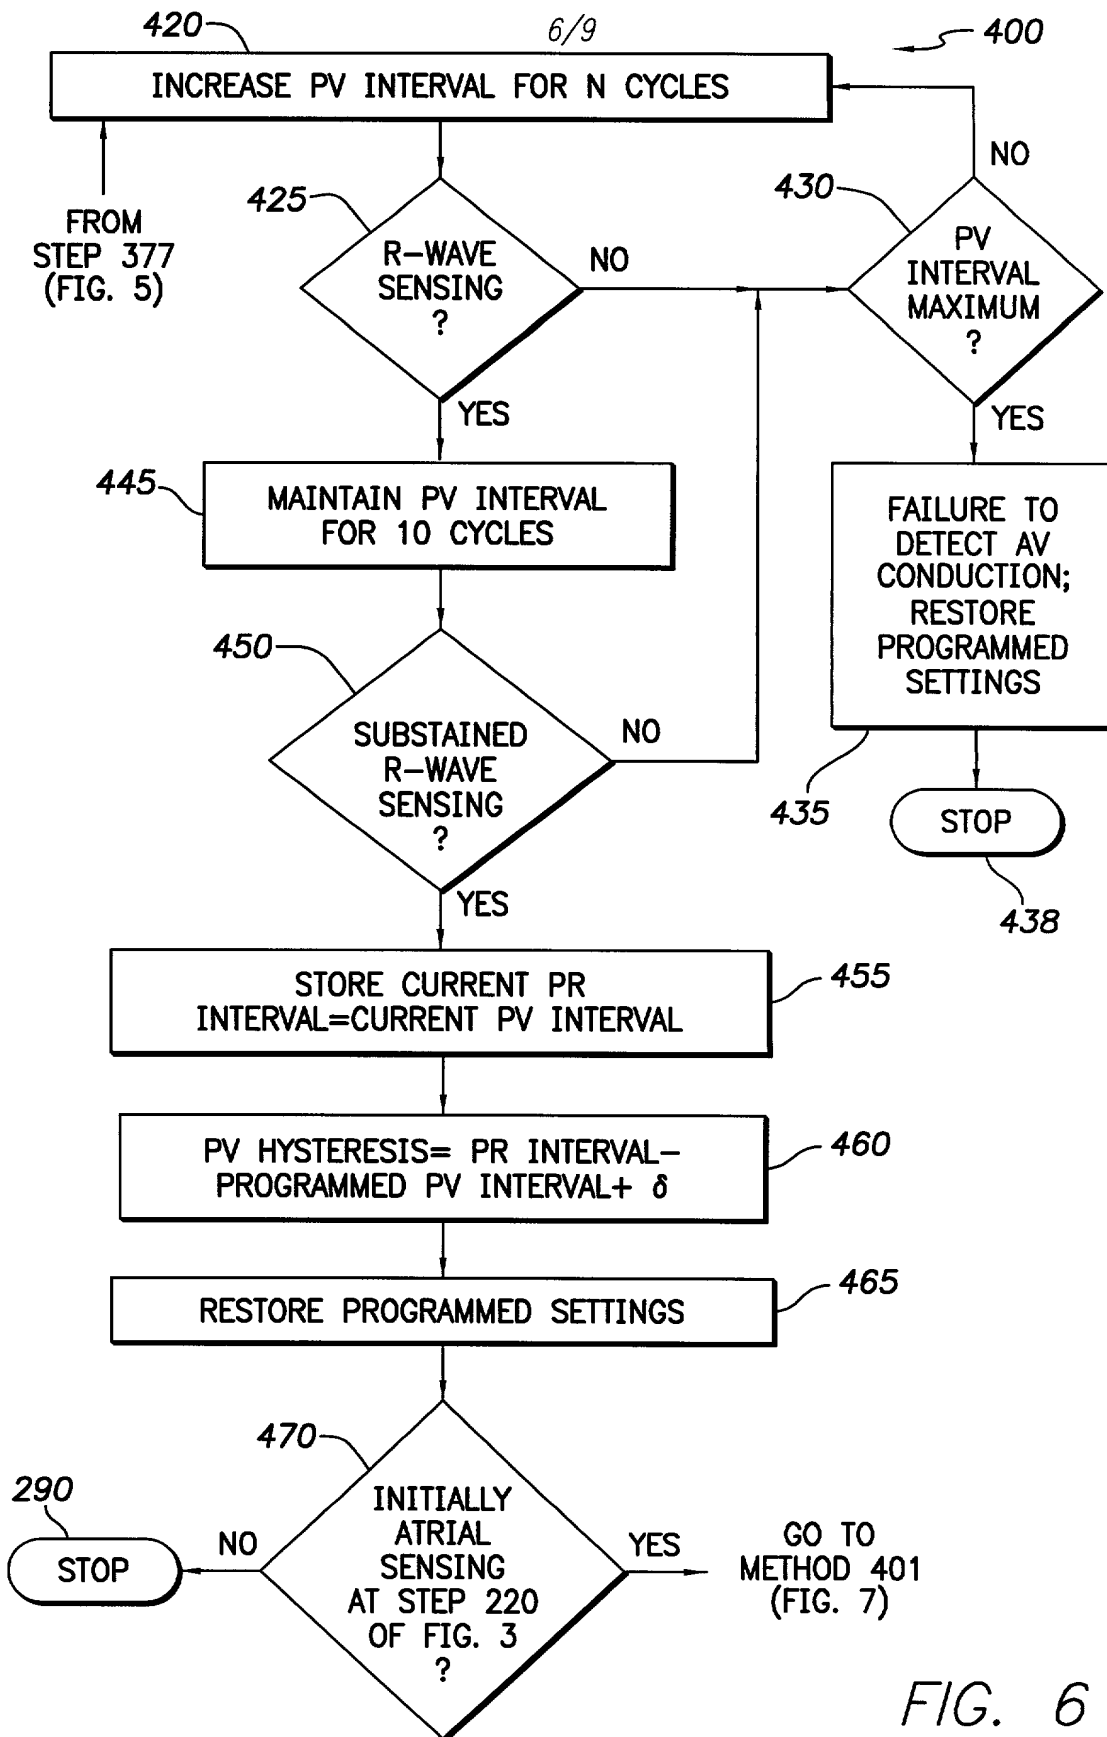 420
6/9
400
INCREASE PV INTERVAL FOR N CYCLES
NO
425
430
FROM
STEP 377
(FIG. 5)
R-WAVE
SENSING
?
NO
PV
INTERVAL
MAXIMUM
?
YES
YES
445
MAINTAIN PV INTERVAL
FOR 10 CYCLES
FAILURE TO
DETECT AV
CONDUCTION;
RESTORE
PROGRAMMED
SETTINGS
450
SUBSTAINED
R-WAVE
SENSING
?
NO
435
STOP
438
YES
STORE CURRENT PR
INTERVAL=CURRENT PV INTERVAL
455
PV HYSTERESIS= PR INTERVAL-
PROGRAMMED PV INTERVAL+ δ
460
RESTORE PROGRAMMED SETTINGS
465
470
INITIALLY
ATRIAL
SENSING
AT STEP 220
OF FIG. 3
?
290
STOP
NO
YES
GO TO
METHOD 401
(FIG. 7)
FIG. 6